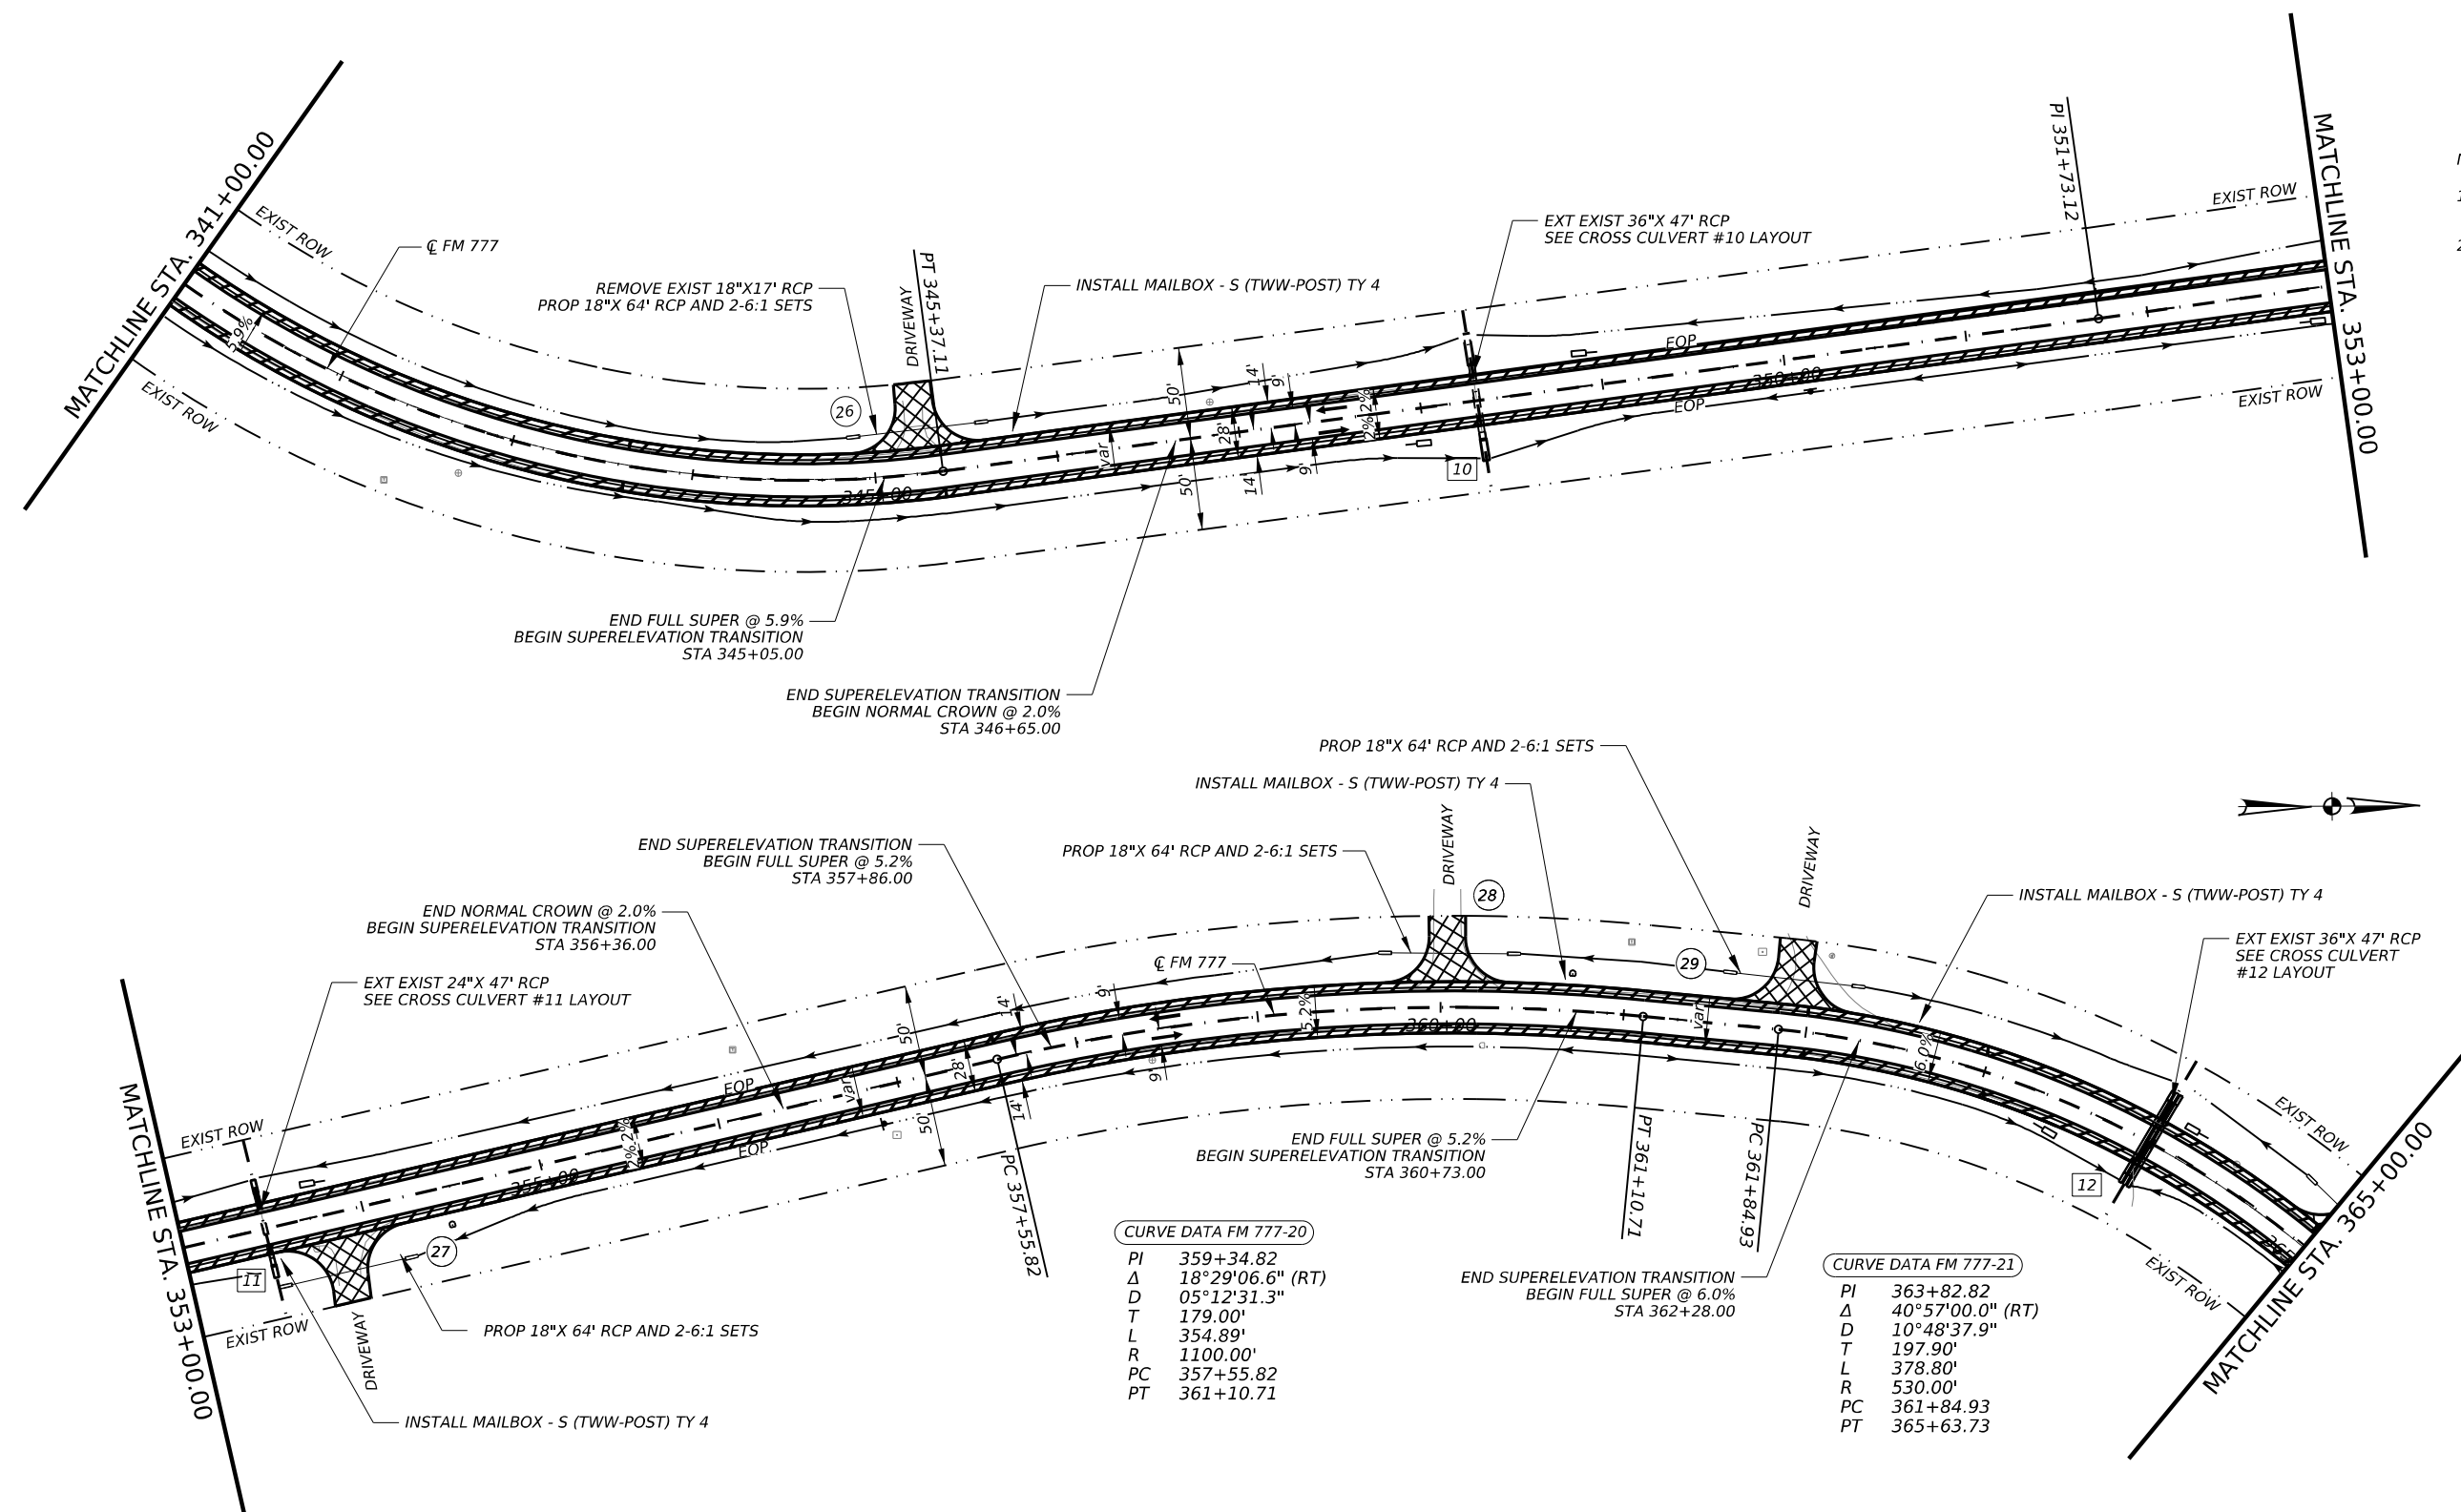 MATCHLINE STA. 341+00.00
EXIST ROW
EXIST ROW
5.9%
℄ FM 777
REMOVE EXIST 18"X17' RCP
PROP 18"X 64' RCP AND 2-6:1 SETS
26
DRIVEWAY
PT 345+37.11
INSTALL MAILBOX - S (TWW-POST) TY 4
345+00
END FULL SUPER @ 5.9%
BEGIN SUPERELEVATION TRANSITION
STA 345+05.00
END SUPERELEVATION TRANSITION
BEGIN NORMAL CROWN @ 2.0%
STA 346+65.00
var
50'
50'
28'
14'
14'
9'
9'
2%
2%
EXT EXIST 36"X 47' RCP
SEE CROSS CULVERT #10 LAYOUT
10
EOP
EOP
350+00
PI 351+73.12
EXIST ROW
EXIST ROW
MATCHLINE STA. 353+00.00
MATCHLINE STA. 353+00.00
EXIST ROW
EXIST ROW
EXT EXIST 24"X 47' RCP
SEE CROSS CULVERT #11 LAYOUT
11
27
DRIVEWAY
PROP 18"X 64' RCP AND 2-6:1 SETS
INSTALL MAILBOX - S (TWW-POST) TY 4
355+00
2%
2%
EOP
EOP
END NORMAL CROWN @ 2.0%
BEGIN SUPERELEVATION TRANSITION
STA 356+36.00
END SUPERELEVATION TRANSITION
BEGIN FULL SUPER @ 5.2%
STA 357+86.00
var
50'
50'
28'
14'
14'
9'
9'
PC 357+55.82
℄ FM 777
5.2%
360+00
PROP 18"X 64' RCP AND 2-6:1 SETS
DRIVEWAY
28
INSTALL MAILBOX - S (TWW-POST) TY 4
PROP 18"X 64' RCP AND 2-6:1 SETS
29
DRIVEWAY
END FULL SUPER @ 5.2%
BEGIN SUPERELEVATION TRANSITION
STA 360+73.00
PT 361+10.71
var
PC 361+84.93
END SUPERELEVATION TRANSITION
BEGIN FULL SUPER @ 6.0%
STA 362+28.00
6.0%
INSTALL MAILBOX - S (TWW-POST) TY 4
EXT EXIST 36"X 47' RCP
SEE CROSS CULVERT
#12 LAYOUT
12
EXIST ROW
EXIST ROW
MATCHLINE STA. 365+00.00
CURVE DATA FM 777-20
PI 359+34.82
Δ 18°29'06.6" (RT)
D 05°12'31.3"
T 179.00'
L 354.89'
R 1100.00'
PC 357+55.82
PT 361+10.71
CURVE DATA FM 777-21
PI 363+82.82
Δ 40°57'00.0" (RT)
D 10°48'37.9"
T 197.90'
L 378.80'
R 530.00'
PC 361+84.93
PT 365+63.73